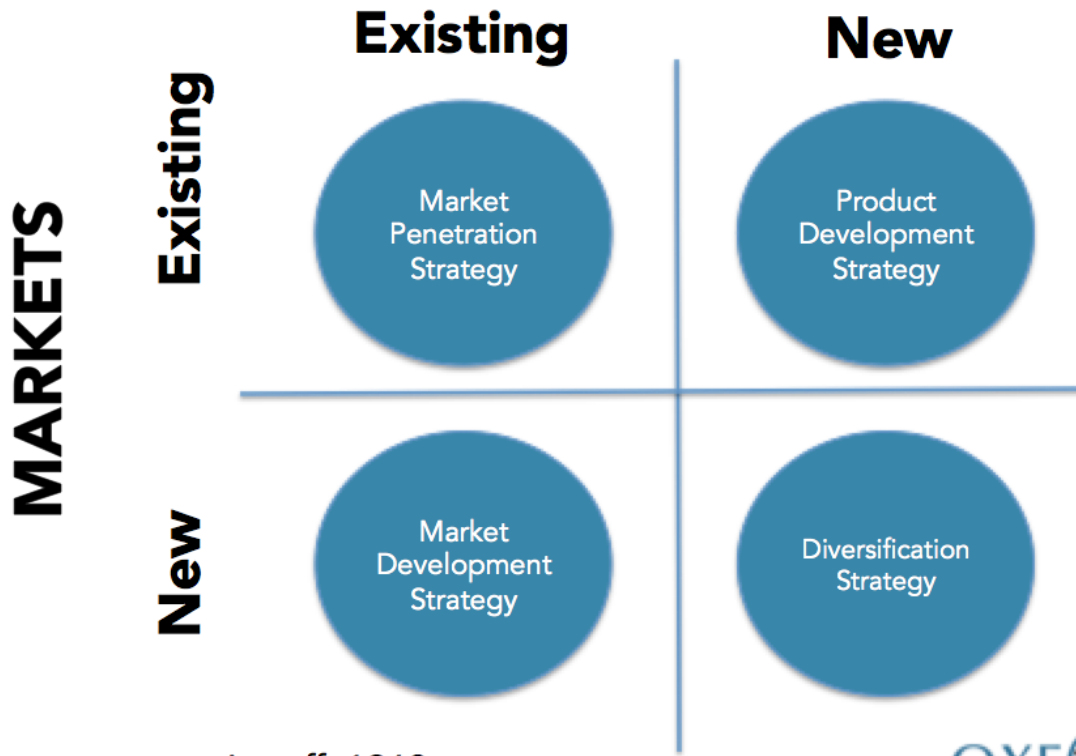 Existing
New
MARKETS
Existing
Market
Penetration
Strategy
Product
Development
Strategy
New
Market
Development
Strategy
Diversification
Strategy